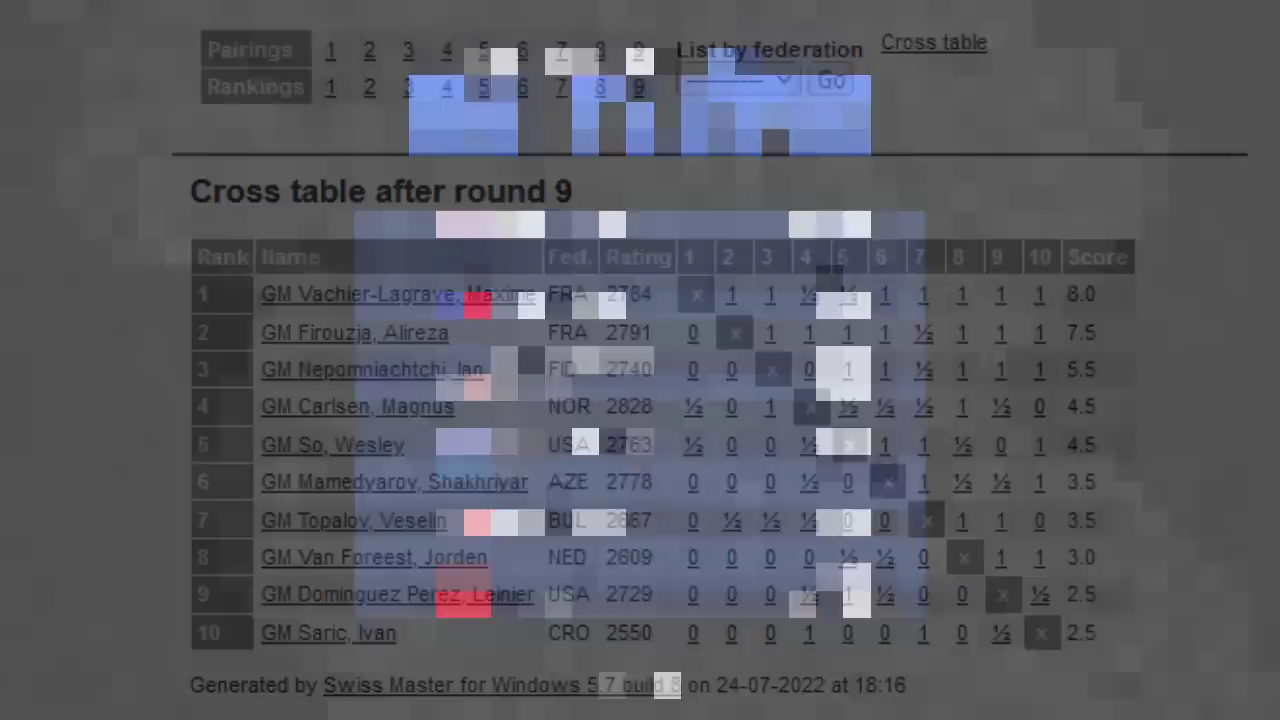 Pairings 1 2 3 4 5 6 7 8 9 List by federation Cross table
Rankings 1 2 3 4 5 6 7 8 9 Go
Cross table after round 9
Rank Name Fed. Rating 1 2 3 4 5 6 7 8 9 10 Score
1 GM Vachier-Lagrave, Maxime FRA 2784 x 1 1 ½ ½ 1 1 1 1 1 8.0
2 GM Firouzja, Alireza FRA 2791 0 x 1 1 1 1 ½ 1 1 1 7.5
3 GM Nepomniachtchi, Ian FID 2740 0 0 x 0 1 1 ½ 1 1 1 5.5
4 GM Carlsen, Magnus NOR 2828 ½ 0 1 x ½ ½ ½ 1 ½ 0 4.5
5 GM So, Wesley USA 2763 ½ 0 0 ½ x 1 1 ½ 0 1 4.5
6 GM Mamedyarov, Shakhriyar AZE 2778 0 0 0 ½ 0 x 1 ½ ½ 1 3.5
7 GM Topalov, Veselin BUL 2667 0 ½ ½ ½ 0 0 x 1 1 0 3.5
8 GM Van Foreest, Jorden NED 2609 0 0 0 0 ½ ½ 0 x 1 1 3.0
9 GM Dominguez Perez, Leinier USA 2729 0 0 0 ½ 1 ½ 0 0 x ½ 2.5
10 GM Saric, Ivan CRO 2550 0 0 0 1 0 0 1 0 ½ x 2.5
Generated by Swiss Master for Windows 5.7 build 8 on 24-07-2022 at 18:16